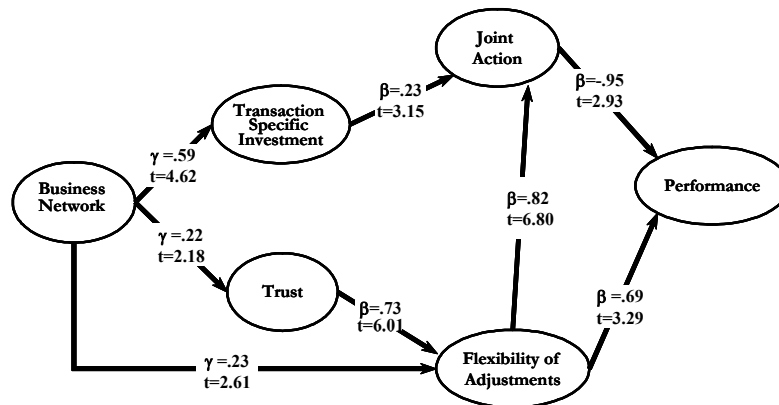 Joint
Action
β=-.95
t=2.93
β=.23
t=3.15
Transaction
Specific
Investment
γ =.59
t=4.62
Business
Network
Performance
β=.82
t=6.80
γ =.22
t=2.18
Trust
β=.73
t=6.01
β =.69
t=3.29
γ =.23
t=2.61
Flexibility of
Adjustments